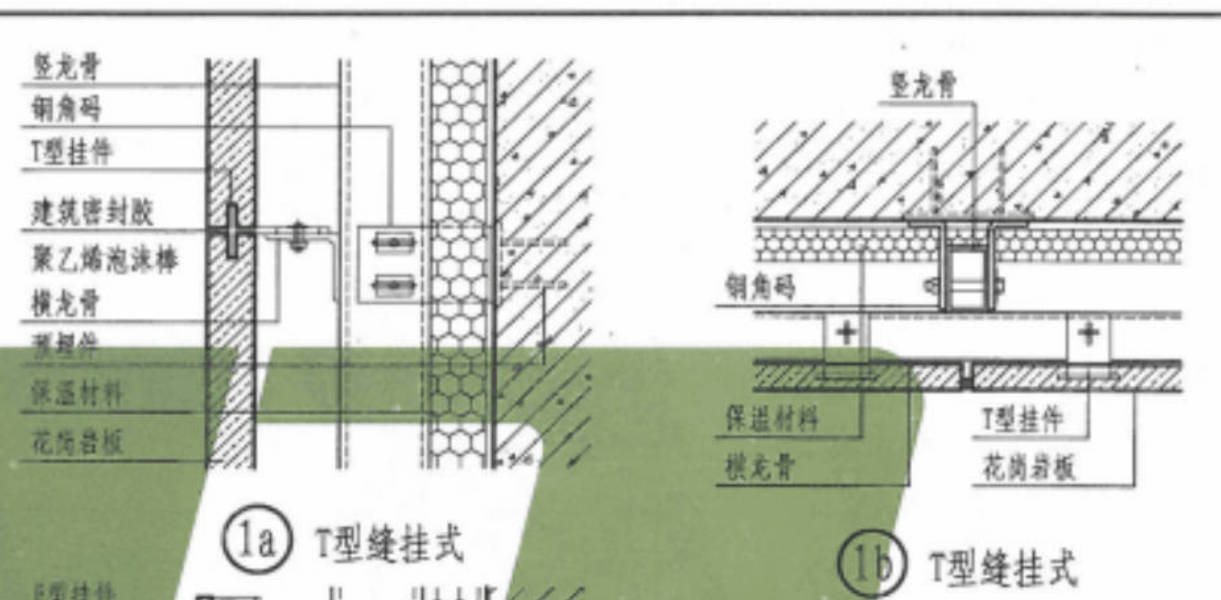 竖龙骨
钢角码
T型挂件
建筑密封胶
聚乙烯泡沫棒
横龙骨
预埋件
保温材料
花岗岩板
1a T型缝挂式
竖龙骨
钢角码
保温材料
横龙骨
T型挂件
花岗岩板
1b T型缝挂式